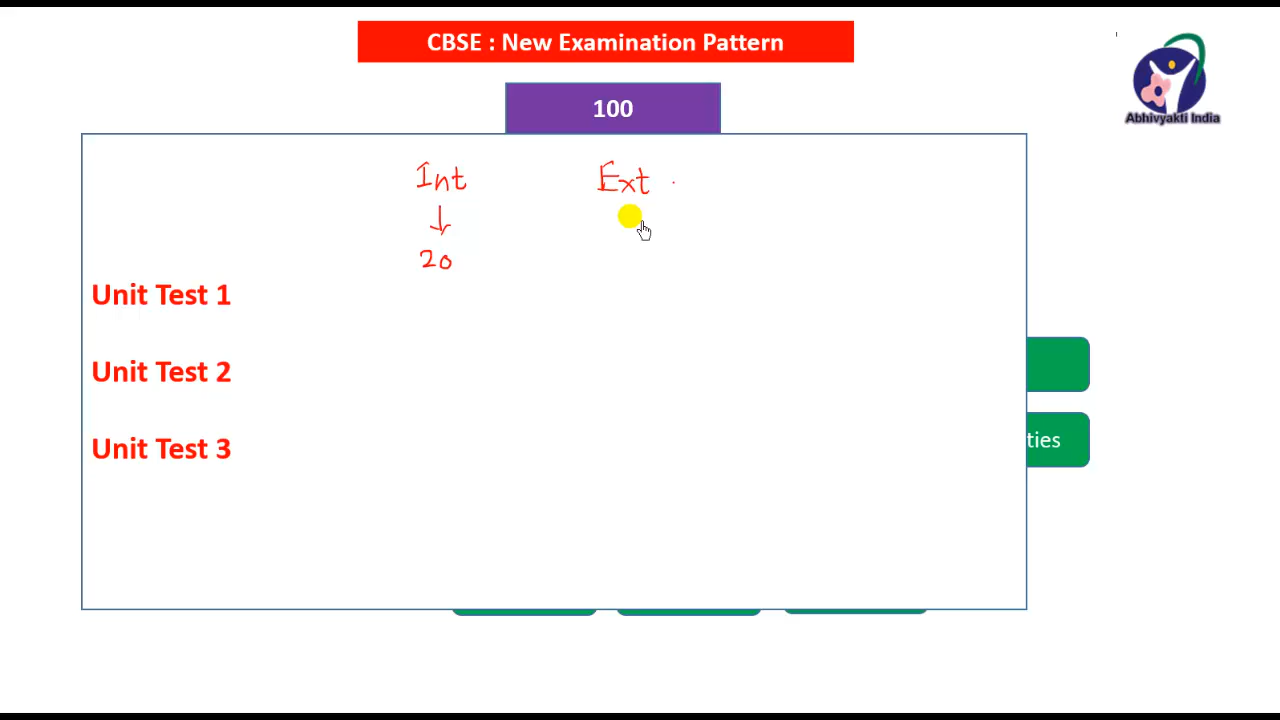 CBSE : New Examination Pattern
Abhivyakti India
100
Int Ext
20
Unit Test 1
Unit Test 2
Unit Test 3
ties